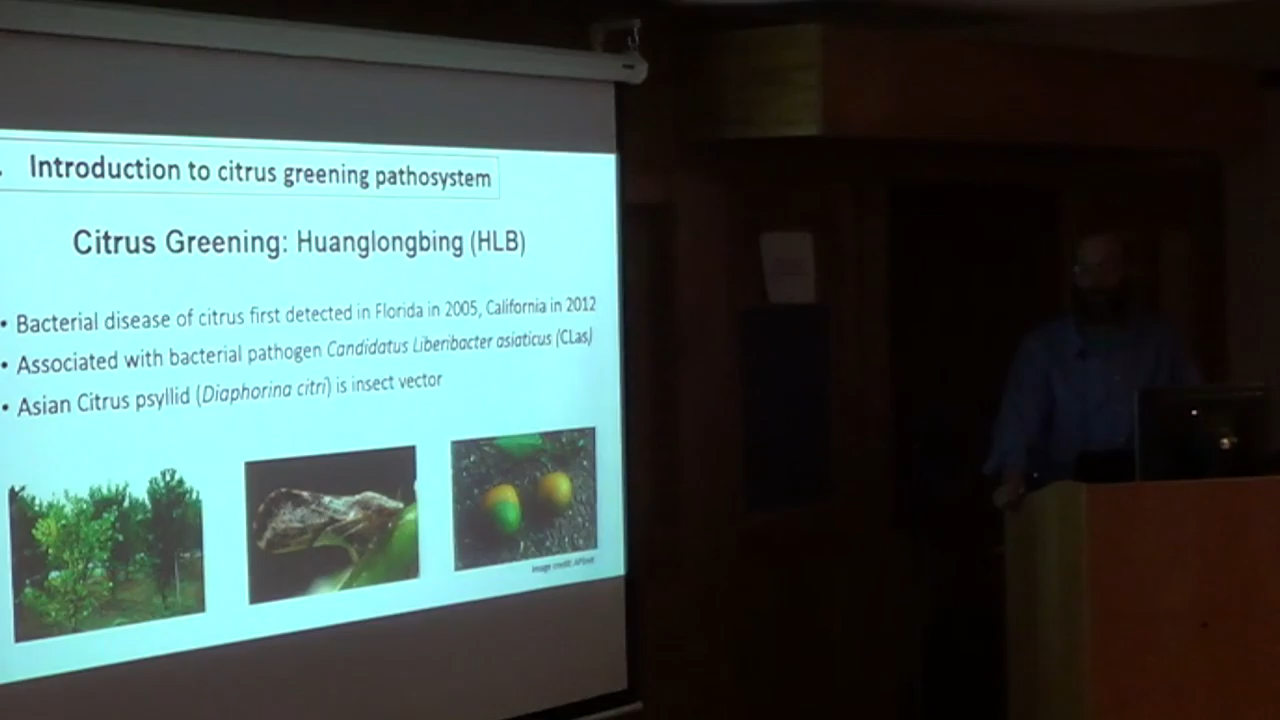 Introduction to citrus greening pathosystem
Citrus Greening: Huanglongbing (HLB)
• Bacterial disease of citrus first detected in Florida in 2005, California in 2012
• Associated with bacterial pathogen Candidatus Liberibacter asiaticus (CLas)
• Asian Citrus psyllid (Diaphorina citri) is insect vector
Image credit: